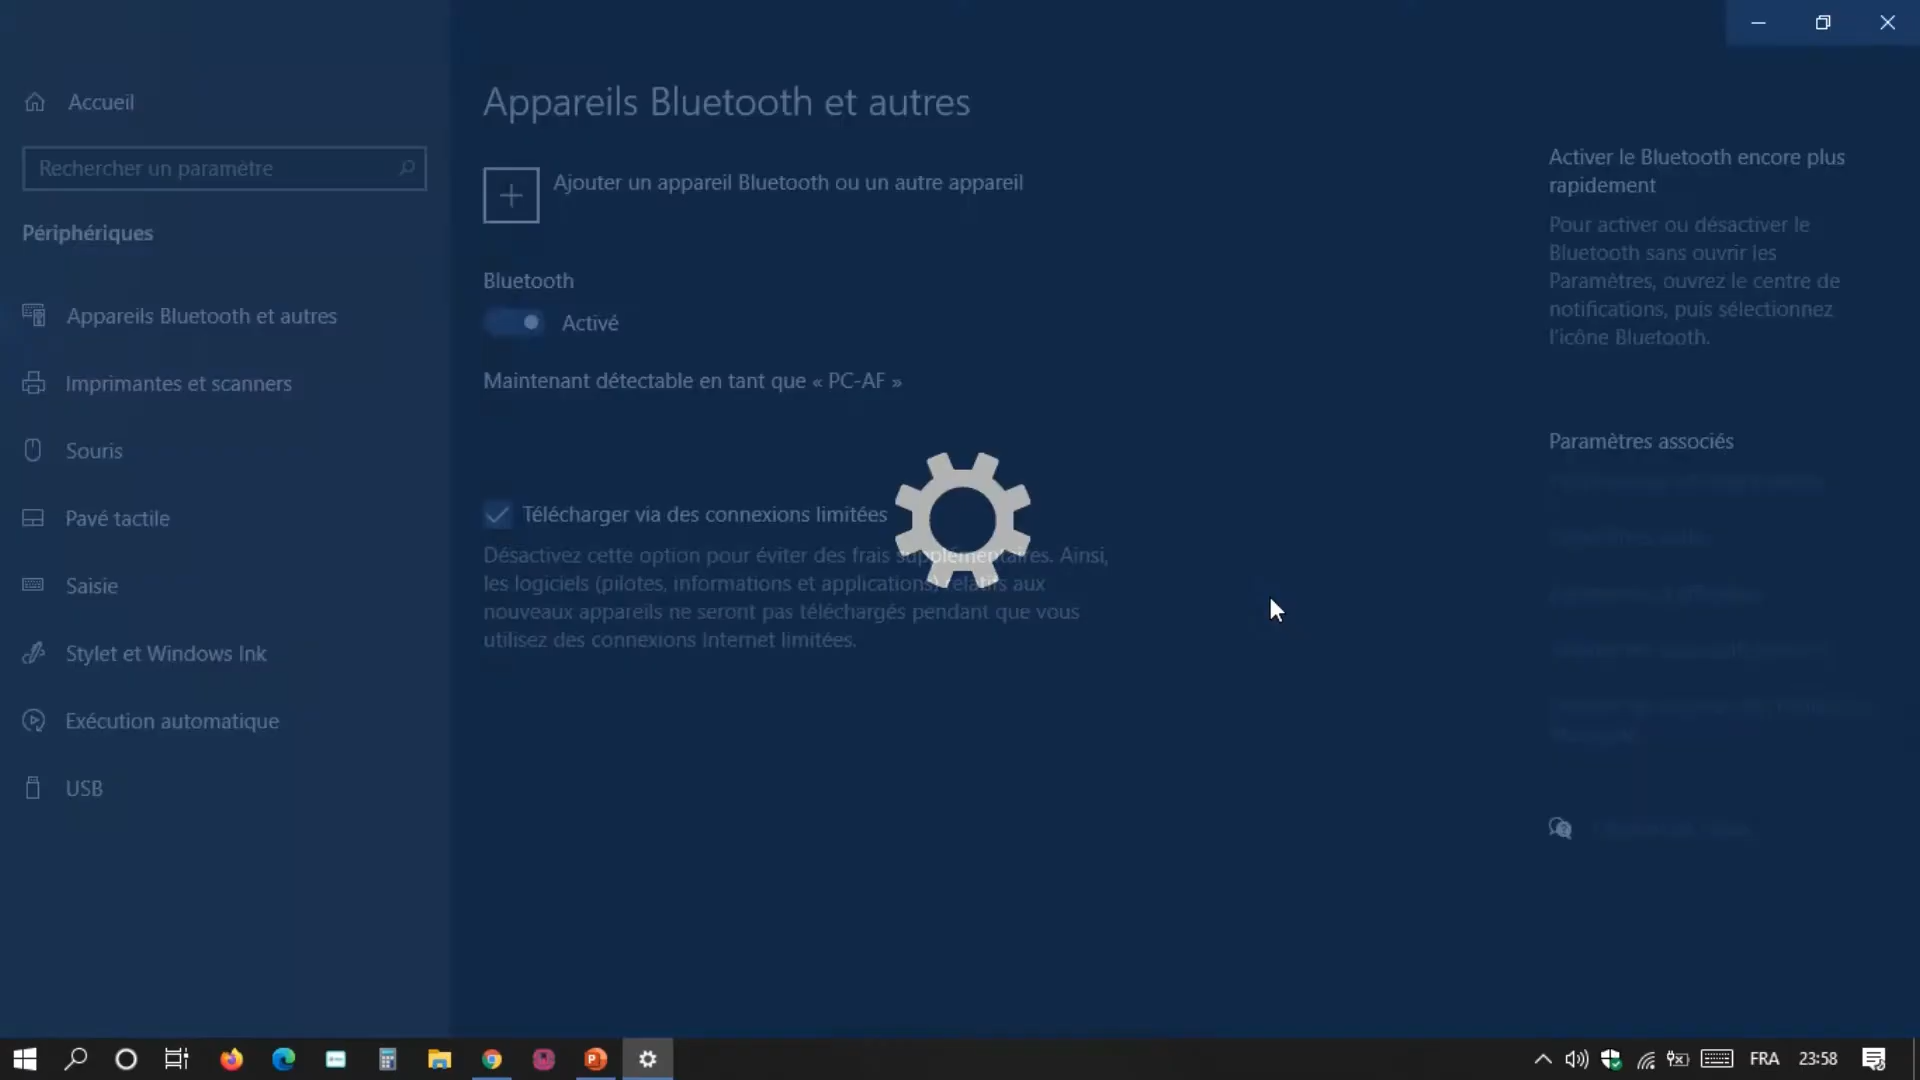 Accueil
Rechercher un paramètre
Périphériques
Appareils Bluetooth et autres
Imprimantes et scanners
Souris
Pavé tactile
Saisie
Stylet et Windows Ink
Exécution automatique
USB
Appareils Bluetooth et autres
Ajouter un appareil Bluetooth ou un autre appareil
Bluetooth
Activé
Maintenant détectable en tant que « PC-AF »
Télécharger via des connexions limitées
Désactivez cette option pour éviter des frais supplémentaires. Ainsi,
les logiciels (pilotes, informations et applications) relatifs aux
nouveaux appareils ne seront pas téléchargés pendant que vous
utilisez des connexions Internet limitées.
Activer le Bluetooth encore plus
rapidement
Pour activer ou désactiver le
Bluetooth sans ouvrir les
Paramètres, ouvrez le centre de
notifications, puis sélectionnez
l'icône Bluetooth.
Paramètres associés
FRA
23:58